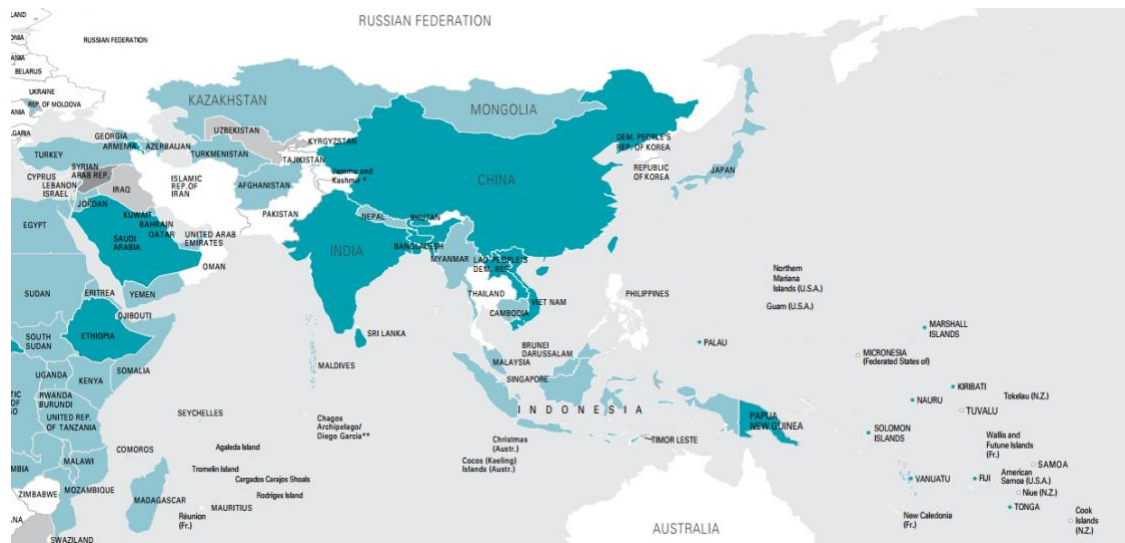 RUSSIAN FEDERATION
RUSSIAN FEDERATION
BELARUS
UKRAINE
REP. OF MOLDOVA
KAZAKHSTAN
MONGOLIA
UZBEKISTAN
GEORGIA
ARMENIA
AZERBAIJAN
TURKMENISTAN
KYRGYZSTAN
TAJIKISTAN
DEM. PEOPLE'S
REP. OF KOREA
REPUBLIC
OF KOREA
JAPAN
TURKEY
CYPRUS
LEBANON
ISRAEL
SYRIAN
ARAB REP.
IRAQ
JORDAN
ISLAMIC
REP. OF
IRAN
AFGHANISTAN
Jammu and
Kashmir *
CHINA
PAKISTAN
NEPAL
BHUTAN
KUWAIT
BAHRAIN
QATAR
UNITED ARAB
EMIRATES
SAUDI
ARABIA
OMAN
EGYPT
INDIA
BANGLADESH
MYANMAR
LAO PEOPLE'S
DEM. REP.
THAILAND
VIET NAM
CAMBODIA
PHILIPPINES
Northern
Mariana
Islands (U.S.A.)
Guam (U.S.A.)
SUDAN
ERITREA
YEMEN
DJIBOUTI
ETHIOPIA
SOUTH
SUDAN
SOMALIA
SRI LANKA
MALDIVES
BRUNEI
DARUSSALAM
MALAYSIA
SINGAPORE
INDONESIA
PALAU
MARSHALL
ISLANDS
MICRONESIA
(Federated States of)
UGANDA
KENYA
RWANDA
BURUNDI
UNITED REP.
OF TANZANIA
SEYCHELLES
Chagos
Archipelago/
Diego Garcia**
KIRIBATI
NAURU
Tokelau (N.Z.)
TUVALU
PAPUA
NEW GUINEA
SOLOMON
ISLANDS
Wallis and
Futune Islands
(Fr.)
TIMOR LESTE
Christmas
(Austr.)
Cocos (Keeling)
Islands (Austr.)
COMOROS
Agaleda Island
Tromelin Island
Cargados Carajos Shoals
Rodriges Island
MALAWI
MOZAMBIQUE
ZIMBABWE
MADAGASCAR
MAURITIUS
Réunion
(Fr.)
SAMOA
American
Samoa (U.S.A.)
VANUATU
FIJI
Niue (N.Z.)
TONGA
Cook
Islands
(N.Z.)
New Caledonia
(Fr.)
AUSTRALIA
SWAZILAND